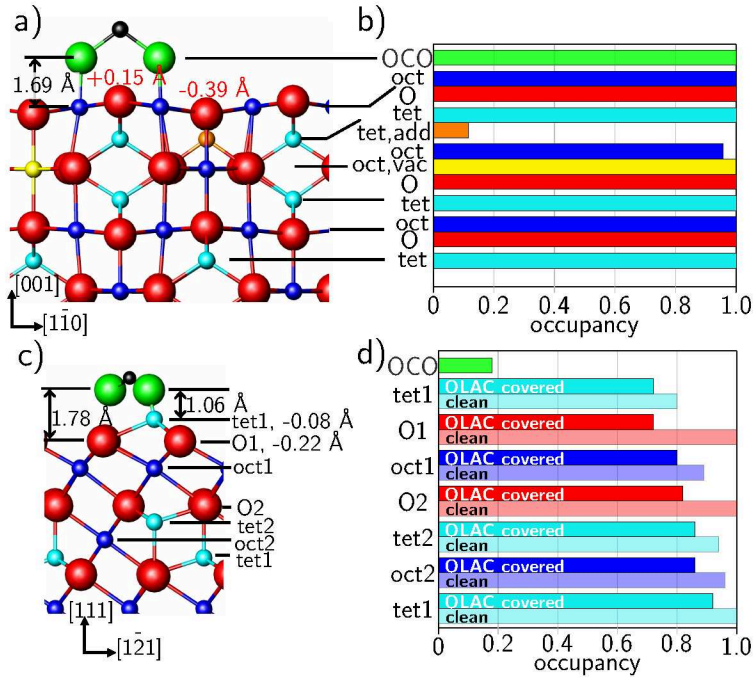 a)
1.69 Å
+0.15 Å
-0.39 Å
[001]
[11̄0]
b)
OCO
oct
O
tet
tet,add
oct
oct,vac
O
tet
oct
O
tet
0 0.2 0.4 0.6 0.8 1.0
occupancy
c)
1.78 Å
1.06 Å
tet1, -0.08 Å
O1, -0.22 Å
oct1
O2
tet2
oct2
tet1
[111]
[12̄1]
d)
OCO
tet1
OLAC covered
clean
O1
OLAC covered
clean
oct1
OLAC covered
clean
O2
OLAC covered
clean
tet2
OLAC covered
clean
oct2
OLAC covered
clean
tet1
OLAC covered
clean
0 0.2 0.4 0.6 0.8 1.0
occupancy